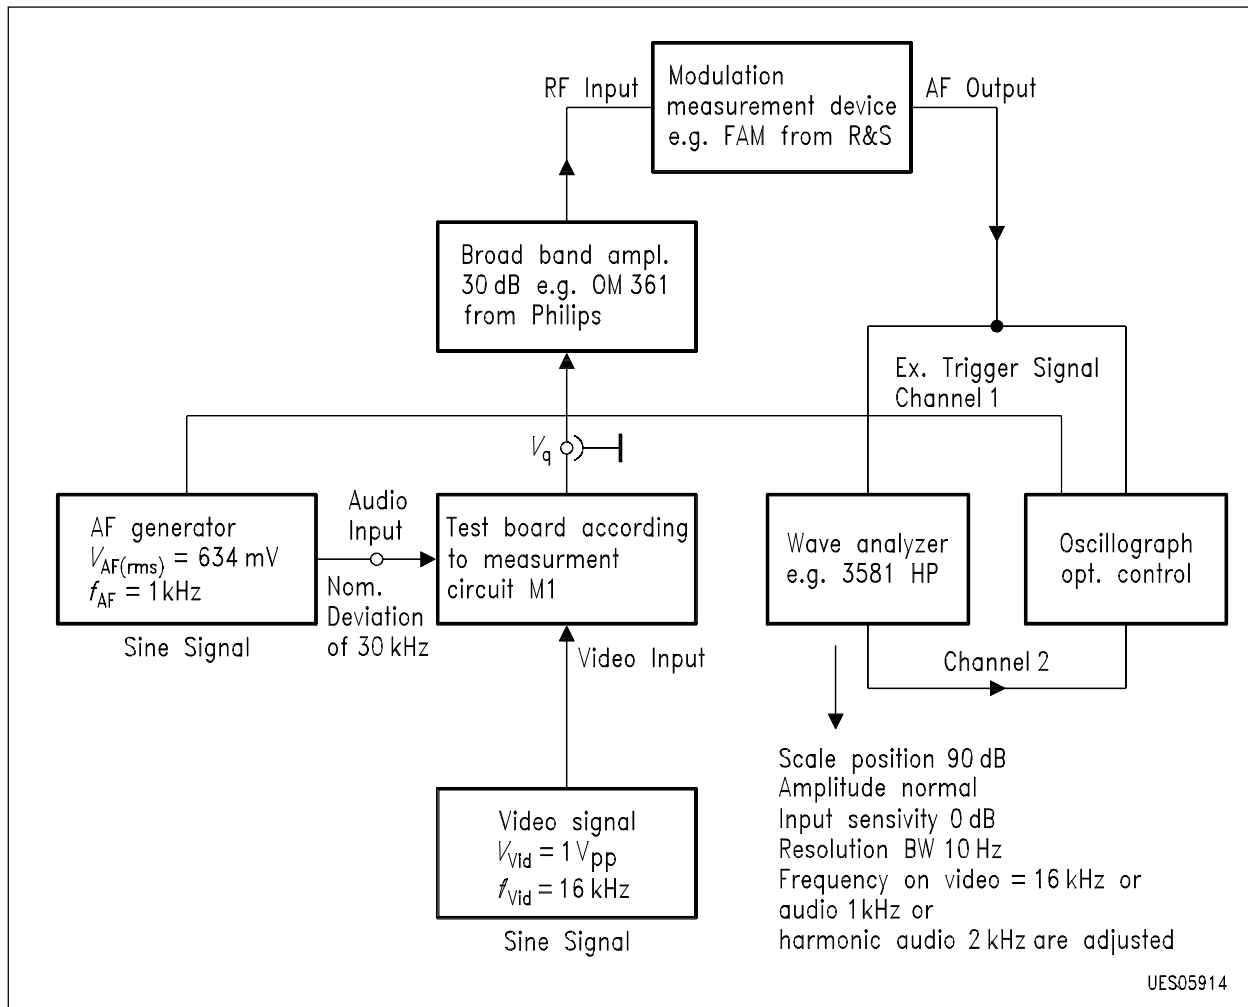 RF Input
Modulation
measurement device
e.g. FAM from R&S
AF Output
Broad band ampl.
30 dB e.g. OM 361
from Philips
Ex. Trigger Signal
Channel 1
Vq
AF generator
VAF(rms) = 634 mV
fAF = 1 kHz
Sine Signal
Audio
Input
Nom.
Deviation
of 30 kHz
Test board according
to measurment
circuit M1
Wave analyzer
e.g. 3581 HP
Oscillograph
opt. control
Video Input
Channel 2
Video signal
VVid = 1 Vpp
fVid = 16 kHz
Sine Signal
Scale position 90 dB
Amplitude normal
Input sensivity 0 dB
Resolution BW 10 Hz
Frequency on video = 16 kHz or
audio 1kHz or
harmonic audio 2 kHz are adjusted
UES05914